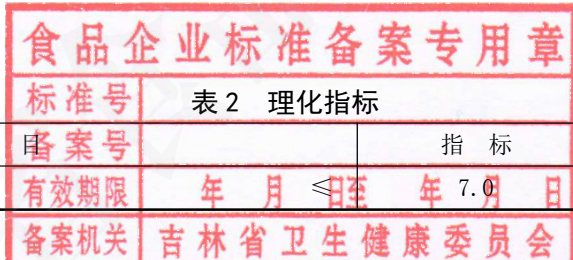 食品企业标准备案专用章
标准号 表2 理化指标
目 备案号 指 标
有效期限 年 月 日至 年 月 日 ≤ 7.0
备案机关 吉林省卫生健康委员会